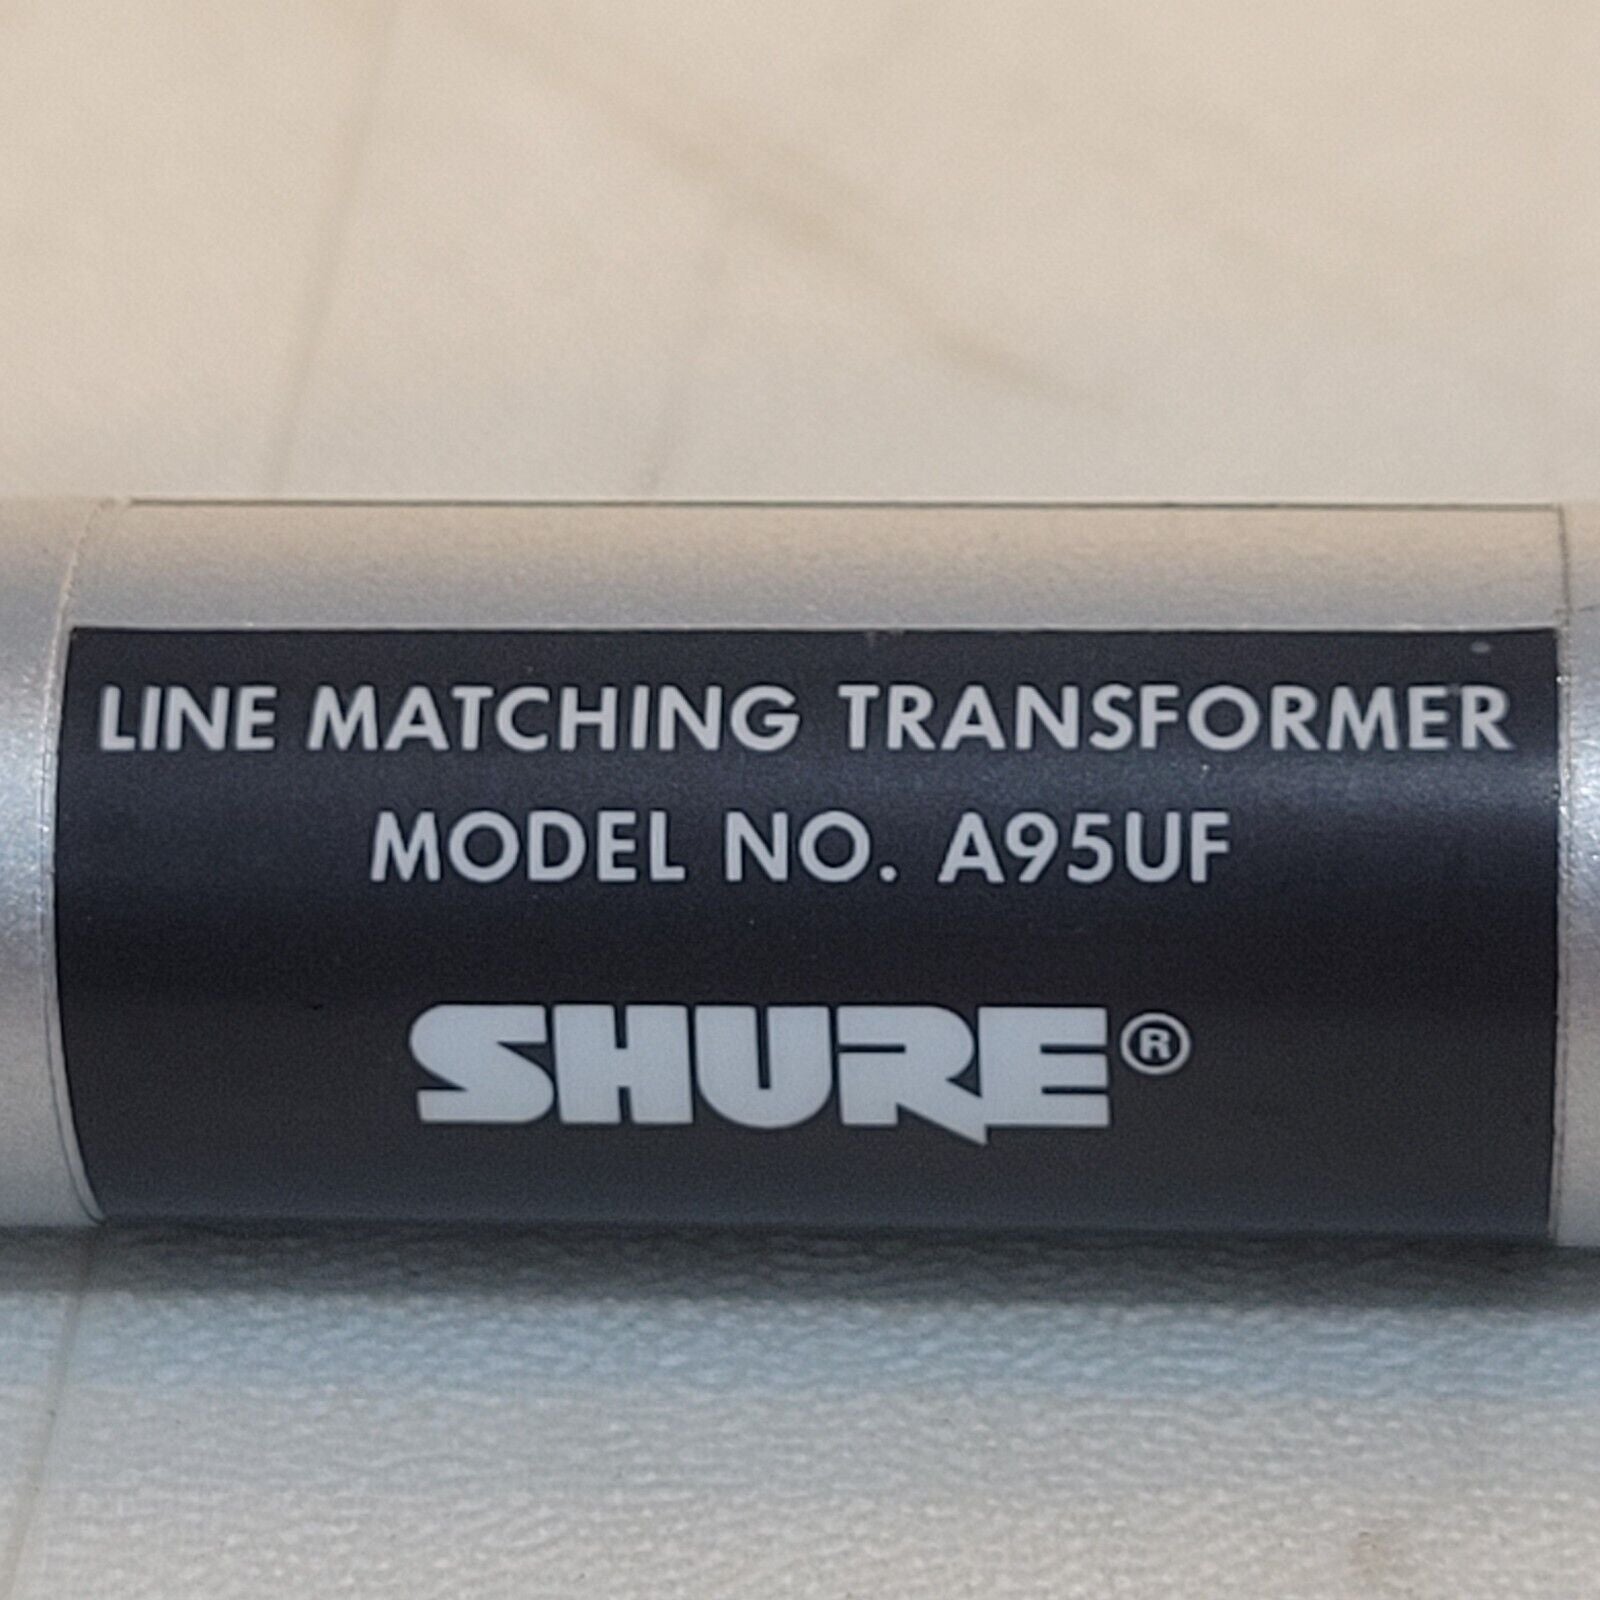 LINE MATCHING TRANSFORMER
MODEL NO. A95UF
SHURE®